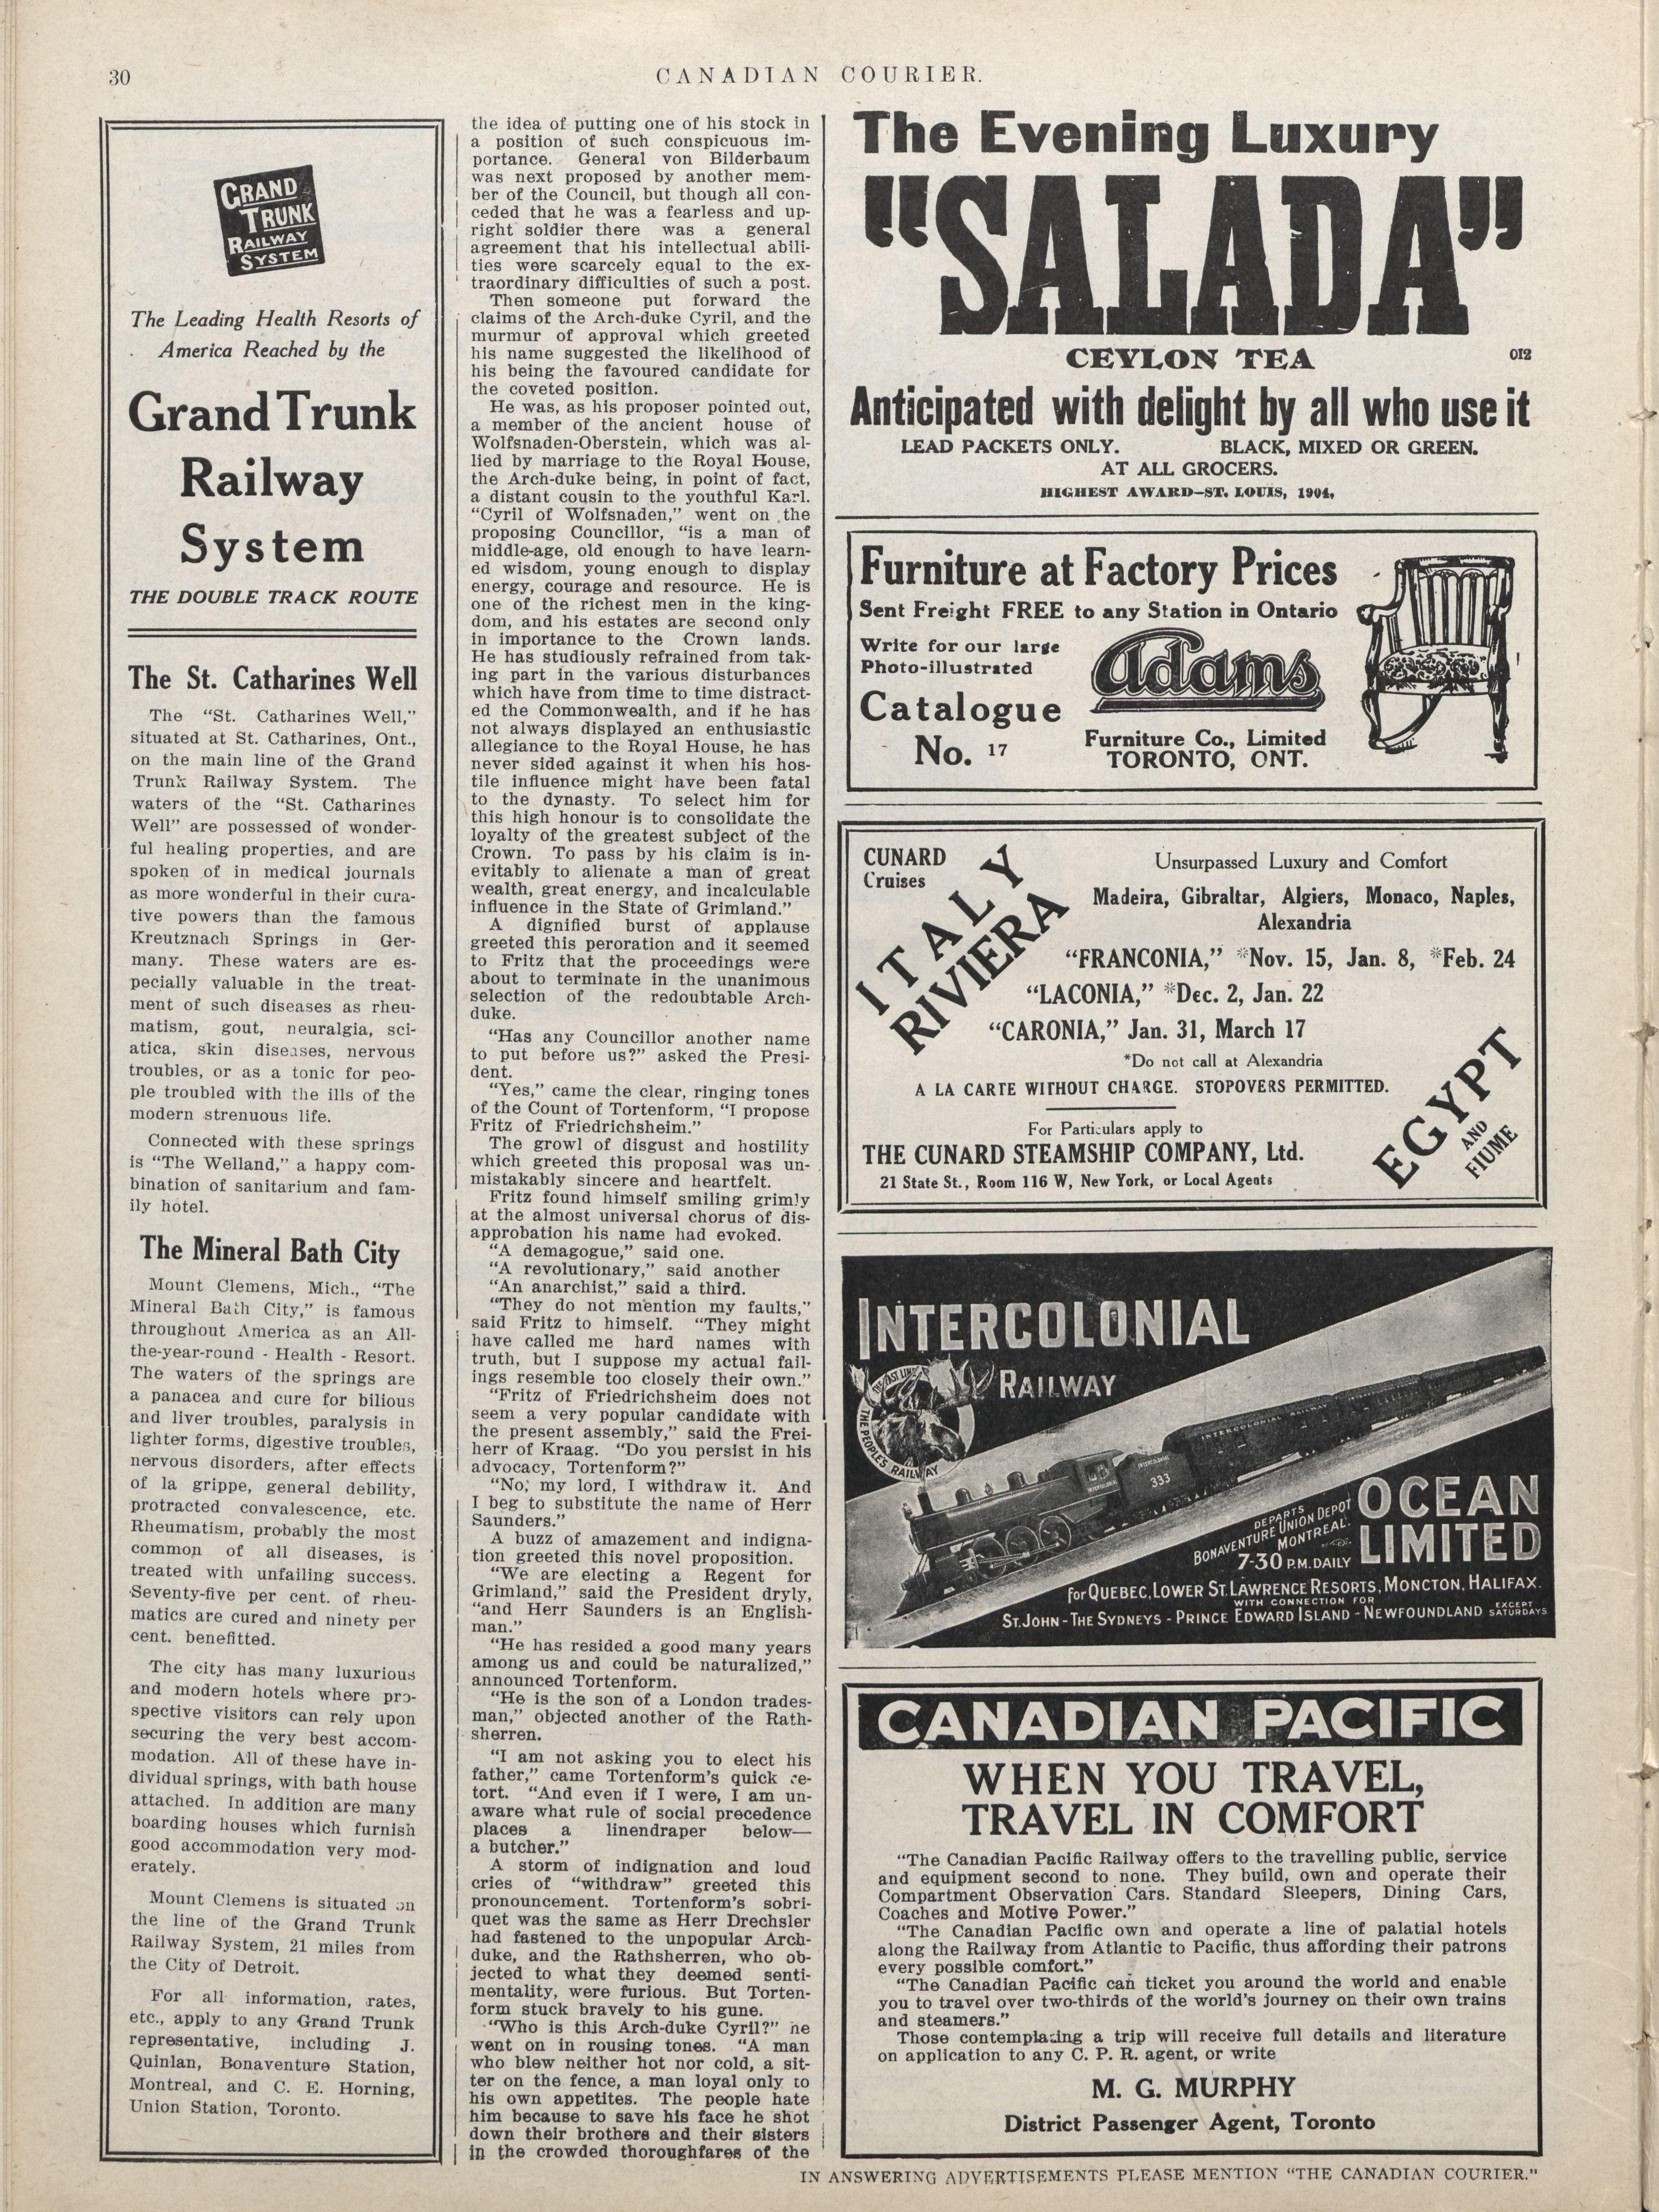 30
CANADIAN COURIER.
GRAND
TRUNK
RAILWAY
SYSTEM
The Leading Health Resorts of
America Reached by the
Grand Trunk
Railway
System
THE DOUBLE TRACK ROUTE
The St. Catharines Well
The "St. Catharines Well,"
situated at St. Catharines, Ont.,
on the main line of the Grand
Trunk Railway System. The
waters of the "St. Catharines
Well" are possessed of wonder-
ful healing properties, and are
spoken of in medical journals
as more wonderful in their cura-
tive powers than the famous
Kreutznach Springs in Ger-
many. These waters are es-
pecially valuable in the treat-
ment of such diseases as rheu-
matism, gout, neuralgia, sci-
atica, skin diseases, nervous
troubles, or as a tonic for peo-
ple troubled with the ills of the
modern strenuous life.
Connected with these springs
is "The Welland," a happy com-
bination of sanitarium and fam-
ily hotel.
The Mineral Bath City
Mount Clemens, Mich., "The
Mineral Bath City," is famous
throughout America as an All-
the-year-round - Health - Resort.
The waters of the springs are
a panacea and cure for bilious
and liver troubles, paralysis in
lighter forms, digestive troubles,
nervous disorders, after effects
of la grippe, general debility,
protracted convalescence, etc.
Rheumatism, probably the most
common of all diseases, is
treated with unfailing success.
Seventy-five per cent. of rheu-
matics are cured and ninety per
cent. benefitted.
The city has many luxurious
and modern hotels where pro-
spective visitors can rely upon
securing the very best accom-
modation. All of these have in-
dividual springs, with bath house
attached. In addition are many
boarding houses which furnish
good accommodation very mod-
erately.
Mount Clemens is situated on
the line of the Grand Trunk
Railway System, 21 miles from
the City of Detroit.
For all information, rates,
etc., apply to any Grand Trunk
representative, including J.
Quinlan, Bonaventure Station,
Montreal, and C. E. Horning,
Union Station, Toronto.
the idea of putting one of his stock in
a position of such conspicuous im-
portance. General von Bilderbaum
was next proposed by another mem-
ber of the Council, but though all con-
ceded that he was a fearless and up-
right soldier there was a general
agreement that his intellectual abili-
ties were scarcely equal to the ex-
traordinary difficulties of such a post.
Then someone put forward the
claims of the Arch-duke Cyril, and the
murmur of approval which greeted
his name suggested the likelihood of
his being the favoured candidate for
the coveted position.
He was, as his proposer pointed out,
a member of the ancient house of
Wolfsnaden-Oberstein, which was al-
lied by marriage to the Royal House,
the Arch-duke being, in point of fact,
a distant cousin to the youthful Karl.
"Cyril of Wolfsnaden," went on the
proposing Councillor, "is a man of
middle-age, old enough to have learn-
ed wisdom, young enough to display
energy, courage and resource. He is
one of the richest men in the king-
dom, and his estates are second only
in importance to the Crown lands.
He has studiously refrained from tak-
ing part in the various disturbances
which have from time to time distract-
ed the Commonwealth, and if he has
not always displayed an enthusiastic
allegiance to the Royal House, he has
never sided against it when his hos-
tile influence might have been fatal
to the dynasty. To select him for
this high honour is to consolidate the
loyalty of the greatest subject of the
Crown. To pass by his claim is in-
evitably to alienate a man of great
wealth, great energy, and incalculable
influence in the State of Grimland."
A dignified burst of applause
greeted this peroration and it seemed
to Fritz that the proceedings were
about to terminate in the unanimous
selection of the redoubtable Arch-
duke.
"Has any Councillor another name
to put before us?" asked the Presi-
dent.
"Yes," came the clear, ringing tones
of the Count of Tortenform, "I propose
Fritz of Friedrichsheim."
The growl of disgust and hostility
which greeted this proposal was un-
mistakably sincere and heartfelt.
Fritz found himself smiling grimly
at the almost universal chorus of dis-
approbation his name had evoked.
"A demagogue," said one.
"A revolutionary," said another
"An anarchist," said a third.
"They do not mention my faults,"
said Fritz to himself. "They might
have called me hard names with
truth, but I suppose my actual fail-
ings resemble too closely their own."
"Fritz of Friedrichsheim does not
seem a very popular candidate with
the present assembly," said the Frei-
herr of Kraag. "Do you persist in his
advocacy, Tortenform?"
"No, my lord, I withdraw it. And
I beg to substitute the name of Herr
Saunders."
A buzz of amazement and indigna-
tion greeted this novel proposition.
"We are electing a Regent for
Grimland," said the President dryly,
"and Herr Saunders is an English-
man."
"He has resided a good many years
among us and could be naturalized,"
announced Tortenform.
"He is the son of a London trades-
man," objected another of the Rath-
sherren.
"I am not asking you to elect his
father," came Tortenform's quick re-
tort. "And even if I were, I am un-
aware what rule of social precedence
places a linendraper below—
a butcher."
A storm of indignation and loud
cries of "withdraw" greeted this
pronouncement. Tortenform's sobri-
quet was the same as Herr Drechsler
had fastened to the unpopular Arch-
duke, and the Rathsherren, who ob-
jected to what they deemed senti-
mentality, were furious. But Torten-
form stuck bravely to his gune.
"Who is this Arch-duke Cyril?" he
went on in rousing tones. "A man
who blew neither hot nor cold, a sit-
ter on the fence, a man loyal only to
his own appetites. The people hate
him because to save his face he shot
down their brothers and their sisters
in the crowded thoroughfares of the
The Evening Luxury
"SALADA"
CEYLON TEA 012
Anticipated with delight by all who use it
LEAD PACKETS ONLY. BLACK, MIXED OR GREEN.
AT ALL GROCERS.
HIGHEST AWARD—ST. LOUIS, 1904.
Furniture at Factory Prices
Sent Freight FREE to any Station in Ontario
Write for our large
Photo-illustrated
Catalogue
No. 17
Adams
Furniture Co., Limited
TORONTO, ONT.
CUNARD
Cruises
ITALY
RIVIERA
Unsurpassed Luxury and Comfort
Madeira, Gibraltar, Algiers, Monaco, Naples,
Alexandria
"FRANCONIA," *Nov. 15, Jan. 8, *Feb. 24
"LACONIA," *Dec. 2, Jan. 22
"CARONIA," Jan. 31, March 17
*Do not call at Alexandria
A LA CARTE WITHOUT CHARGE. STOPOVERS PERMITTED.
For Particulars apply to
THE CUNARD STEAMSHIP COMPANY, Ltd.
21 State St., Room 116 W, New York, or Local Agents
EGYPT
AND
FIUME
INTERCOLONIAL
RAILWAY
THE FAST LINE
THE PEOPLES RAILWAY
INTERCOLONIAL RAILWAY
INTERCOLONIAL
333
INTERCOLONIAL
DEPARTS
BONAVENTURE UNION DEPOT
MONTREAL.
7-30 P.M. DAILY
OCEAN
LIMITED
for QUEBEC, LOWER ST. LAWRENCE RESORTS, MONCTON, HALIFAX.
WITH CONNECTION FOR
ST. JOHN - THE SYDNEYS - PRINCE EDWARD ISLAND - NEWFOUNDLAND EXCEPT SATURDAYS
CANADIAN PACIFIC
WHEN YOU TRAVEL,
TRAVEL IN COMFORT
"The Canadian Pacific Railway offers to the travelling public, service
and equipment second to none. They build, own and operate their
Compartment Observation Cars. Standard Sleepers, Dining Cars,
Coaches and Motive Power."
"The Canadian Pacific own and operate a line of palatial hotels
along the Railway from Atlantic to Pacific, thus affording their patrons
every possible comfort."
"The Canadian Pacific can ticket you around the world and enable
you to travel over two-thirds of the world's journey on their own trains
and steamers."
Those contemplating a trip will receive full details and literature
on application to any C. P. R. agent, or write
M. G. MURPHY
District Passenger Agent, Toronto
IN ANSWERING ADVERTISEMENTS PLEASE MENTION "THE CANADIAN COURIER."